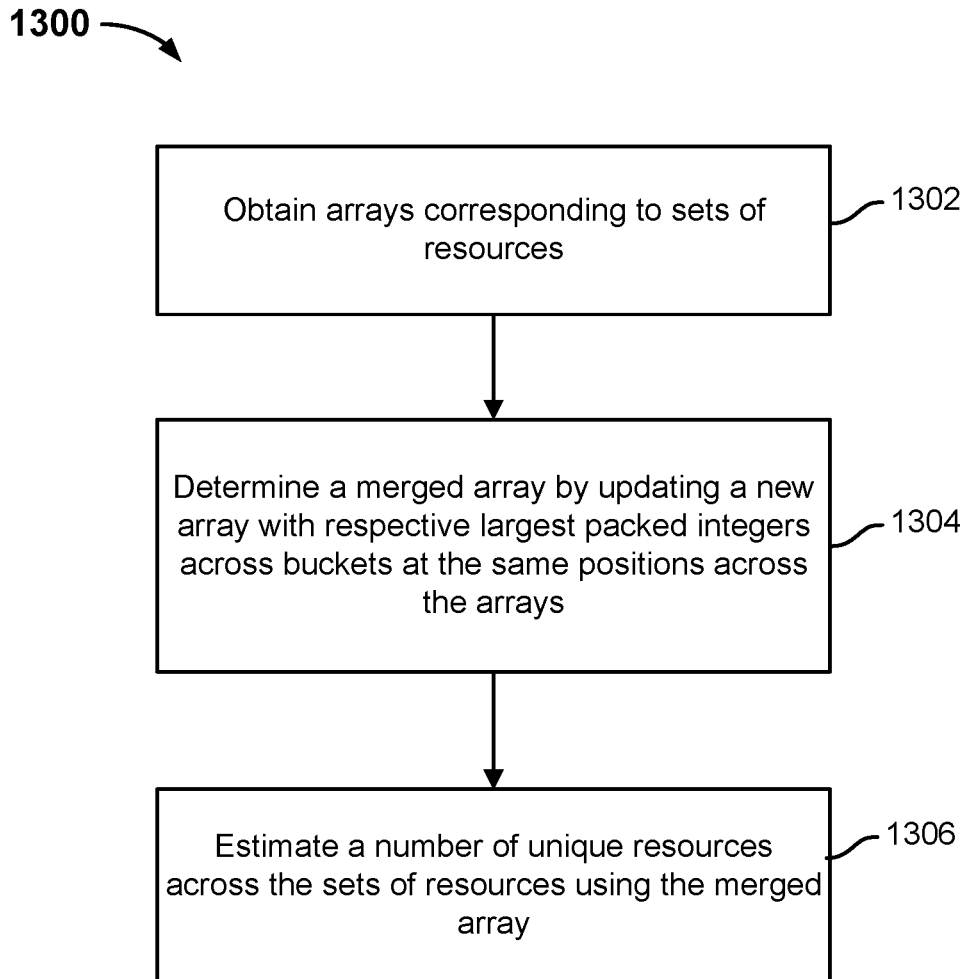 1300
Obtain arrays corresponding to sets of
resources
1302
Determine a merged array by updating a new
array with respective largest packed integers
across buckets at the same positions across
the arrays
1304
Estimate a number of unique resources
across the sets of resources using the merged
array
1306